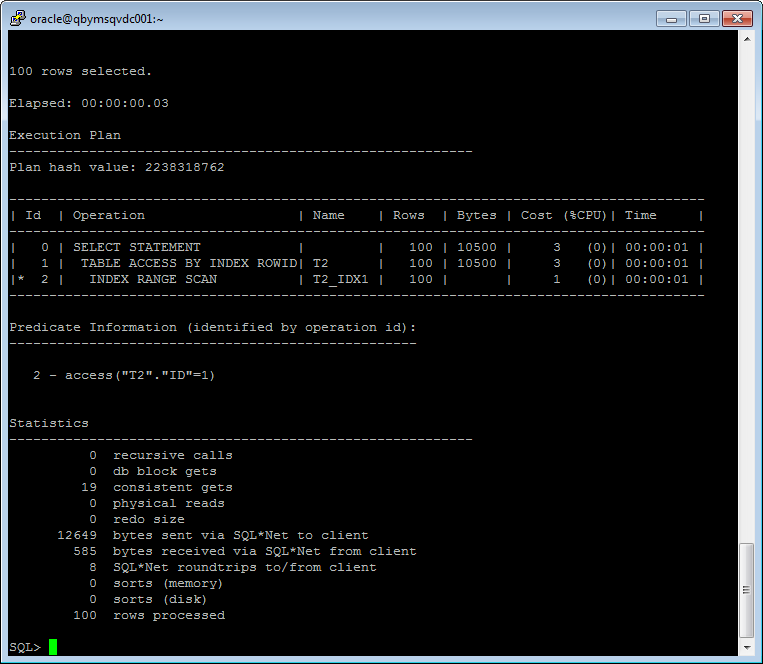 oracle@qbymsqvdc001:~
100 rows selected.
Elapsed: 00:00:00.03
Execution Plan
----------------------------------------------------------
Plan hash value: 2238318762
---------------------------------------------------------------------------------------
| Id  | Operation                   | Name    | Rows  | Bytes | Cost (%CPU)| Time     |
---------------------------------------------------------------------------------------
|   0 | SELECT STATEMENT            |         |   100 | 10500 |     3   (0)| 00:00:01 |
|   1 |  TABLE ACCESS BY INDEX ROWID| T2      |   100 | 10500 |     3   (0)| 00:00:01 |
|*  2 |   INDEX RANGE SCAN          | T2_IDX1 |   100 |       |     1   (0)| 00:00:01 |
---------------------------------------------------------------------------------------
Predicate Information (identified by operation id):
---------------------------------------------------
2 - access("T2"."ID"=1)
Statistics
----------------------------------------------------------
0  recursive calls
0  db block gets
19  consistent gets
0  physical reads
0  redo size
12649  bytes sent via SQL*Net to client
585  bytes received via SQL*Net from client
8  SQL*Net roundtrips to/from client
0  sorts (memory)
0  sorts (disk)
100  rows processed
SQL>